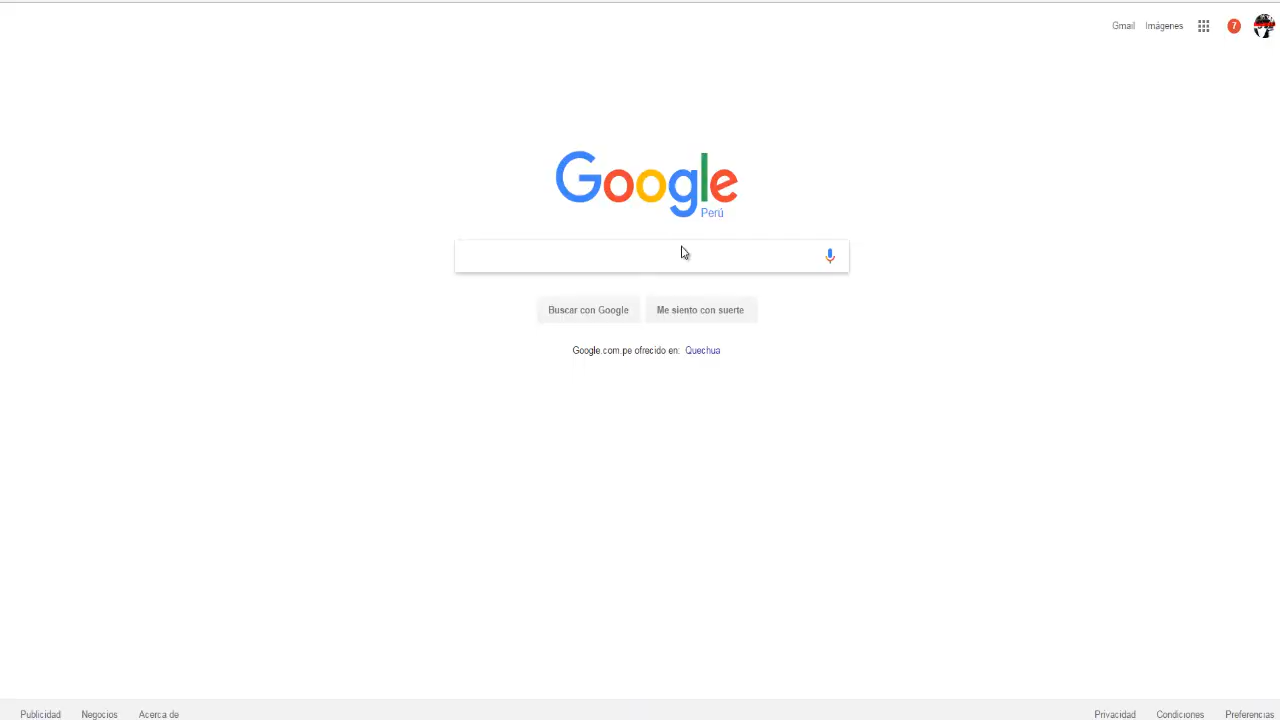 Gmail Imágenes 7
Google
Perú
Buscar con Google Me siento con suerte
Google.com.pe ofrecido en: Quechua
Publicidad Negocios Acerca de Privacidad Condiciones Preferencias